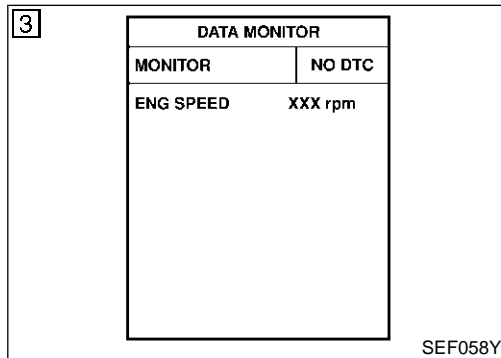 3
DATA MONITOR
MONITOR NO DTC
ENG SPEED XXX rpm
SEF058Y